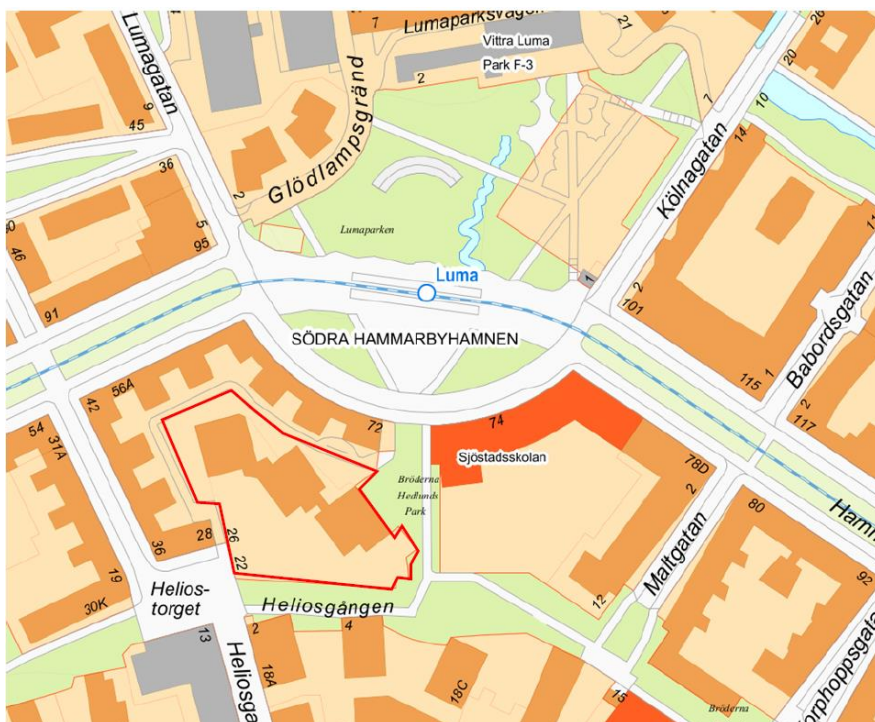 7
Lumaparksvägen
21
26
20
Lumagatan
Vittra Luma
Park F-3
2
9
45
7
10
14
Glödlampsgränd
Kölnagatan
36
2
5
95
46
Lumaparken
11
91
Luma
1
2
101
Babordsgatan
SÖDRA HAMMARBYHAMNEN
1
115
2
117
56A
42
54
31A
72
74
Sjöstadsskolan
78D
2
Bröderna
Hedlunds
Park
80
28
26
22
36
Maltgatan
92
19
30K
Helios-
torget
Heliosgången
12
13
2
4
18A
18C
15
Bröderna